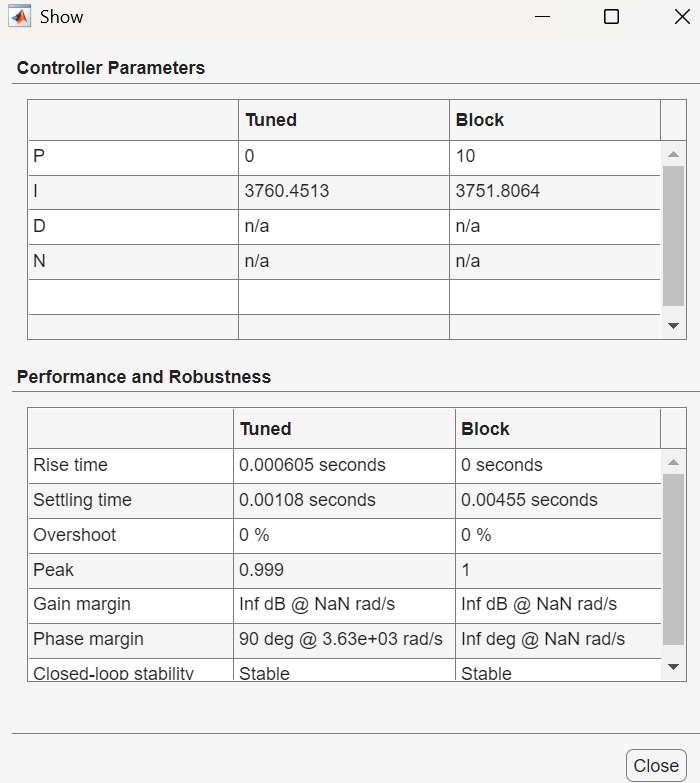 Show
Controller Parameters
Tuned Block
P 0 10
I 3760.4513 3751.8064
D n/a n/a
N n/a n/a
Performance and Robustness
Tuned Block
Rise time 0.000605 seconds 0 seconds
Settling time 0.00108 seconds 0.00455 seconds
Overshoot 0 % 0 %
Peak 0.999 1
Gain margin Inf dB @ NaN rad/s Inf dB @ NaN rad/s
Phase margin 90 deg @ 3.63e+03 rad/s Inf deg @ NaN rad/s
Closed-loop stability Stable Stable
Close